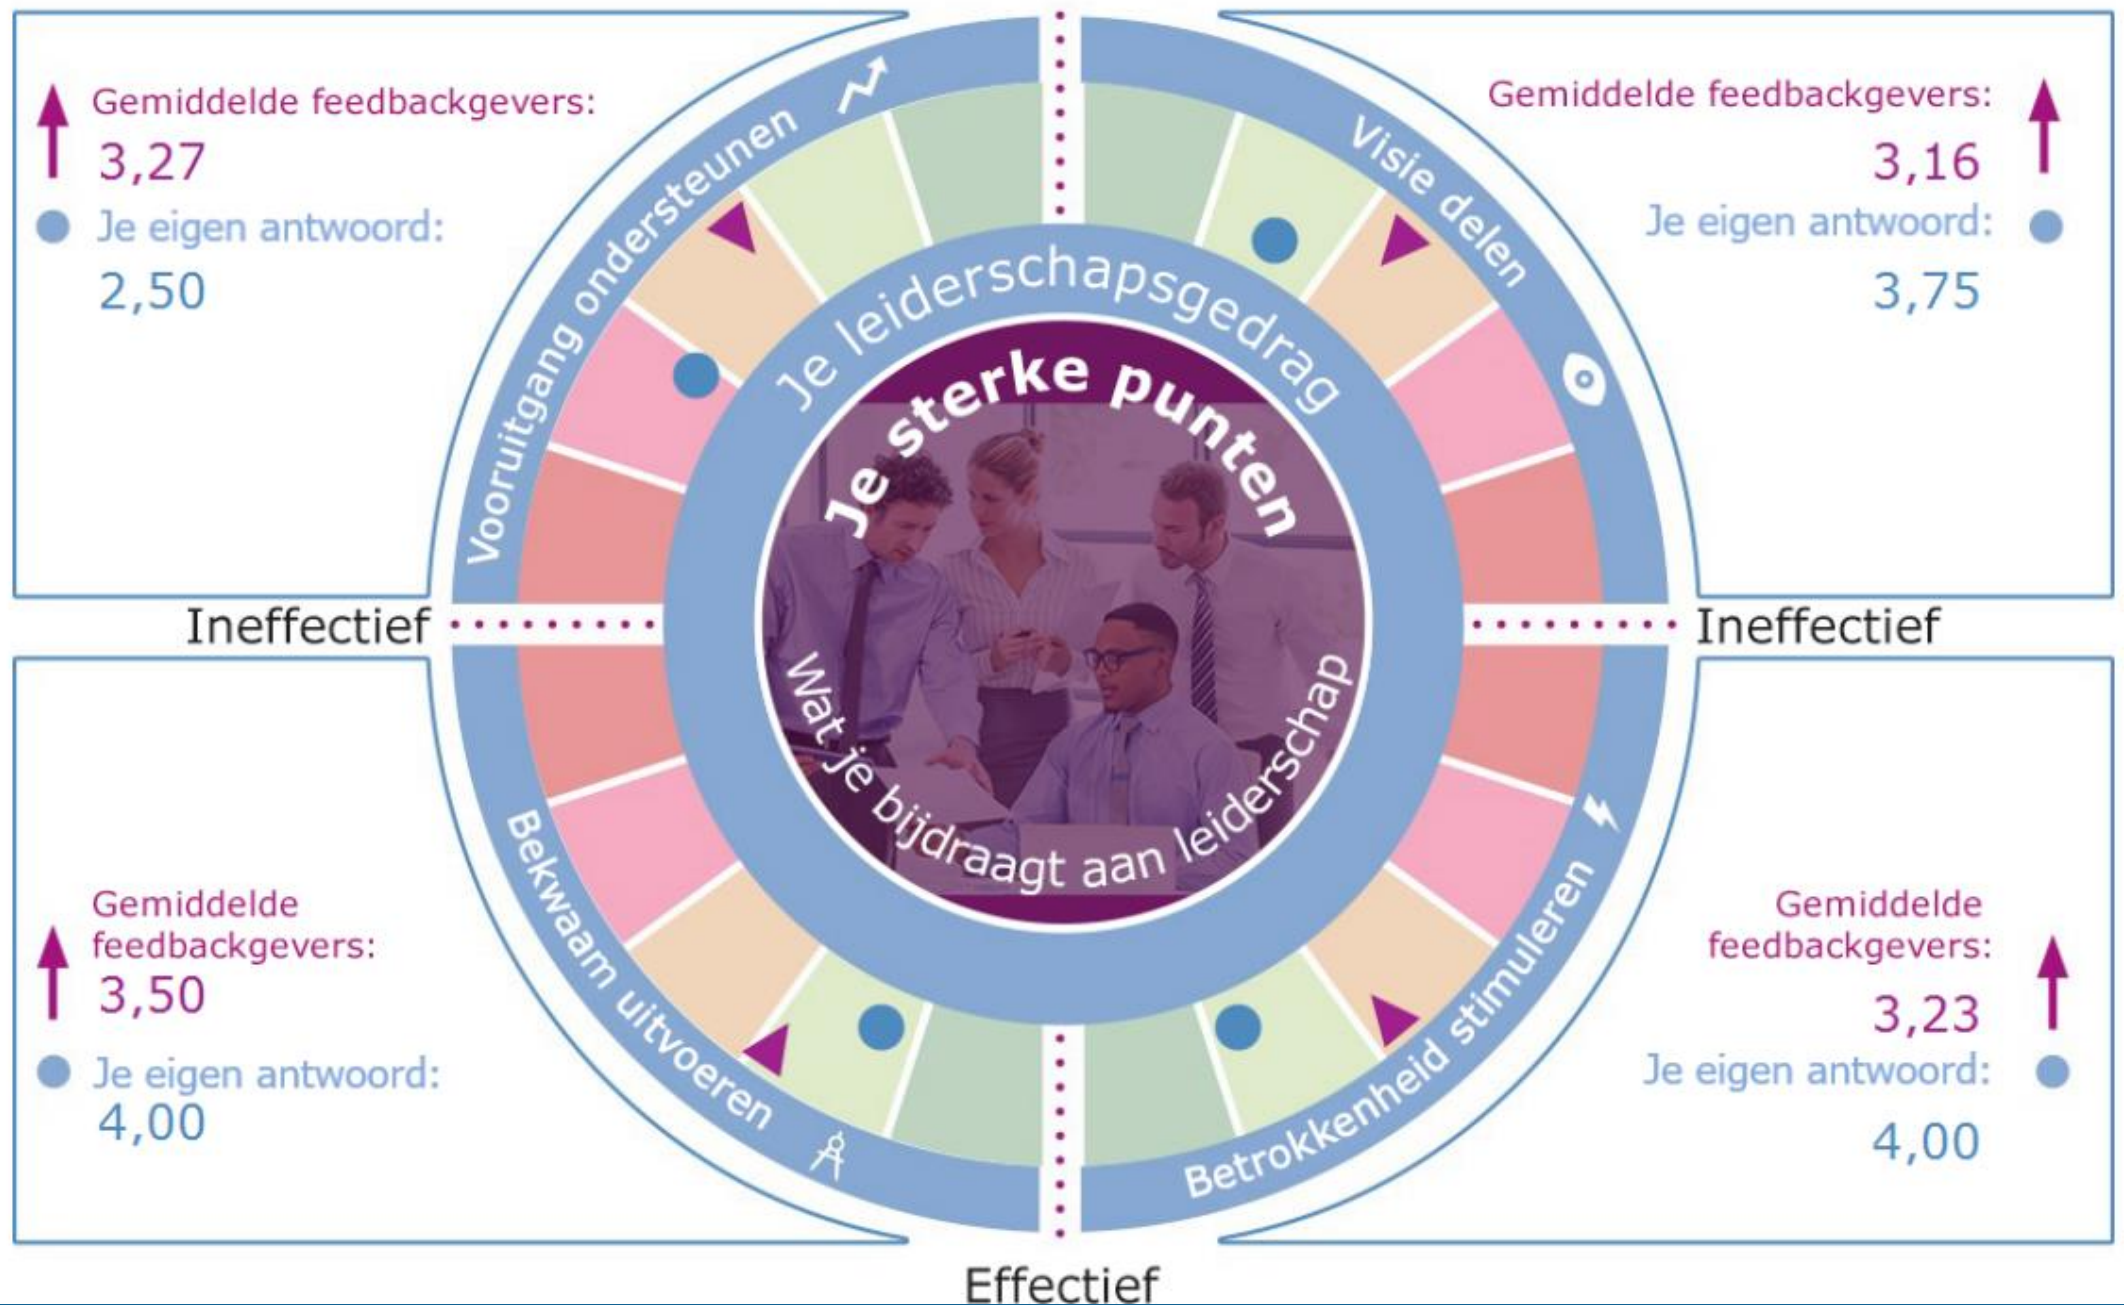 Gemiddelde feedbackgevers:
3,27
Je eigen antwoord:
2,50
Gemiddelde feedbackgevers:
3,16
Je eigen antwoord:
3,75
Vooruitgang ondersteunen
Visie delen
Je leiderschapsgedrag
Je sterke punten
Wat je bijdraagt aan leiderschap
Ineffectief
Ineffectief
Bekwaam uitvoeren
Betrokkenheid stimuleren
Gemiddelde
feedbackgevers:
3,50
Je eigen antwoord:
4,00
Gemiddelde
feedbackgevers:
3,23
Je eigen antwoord:
4,00
Effectief